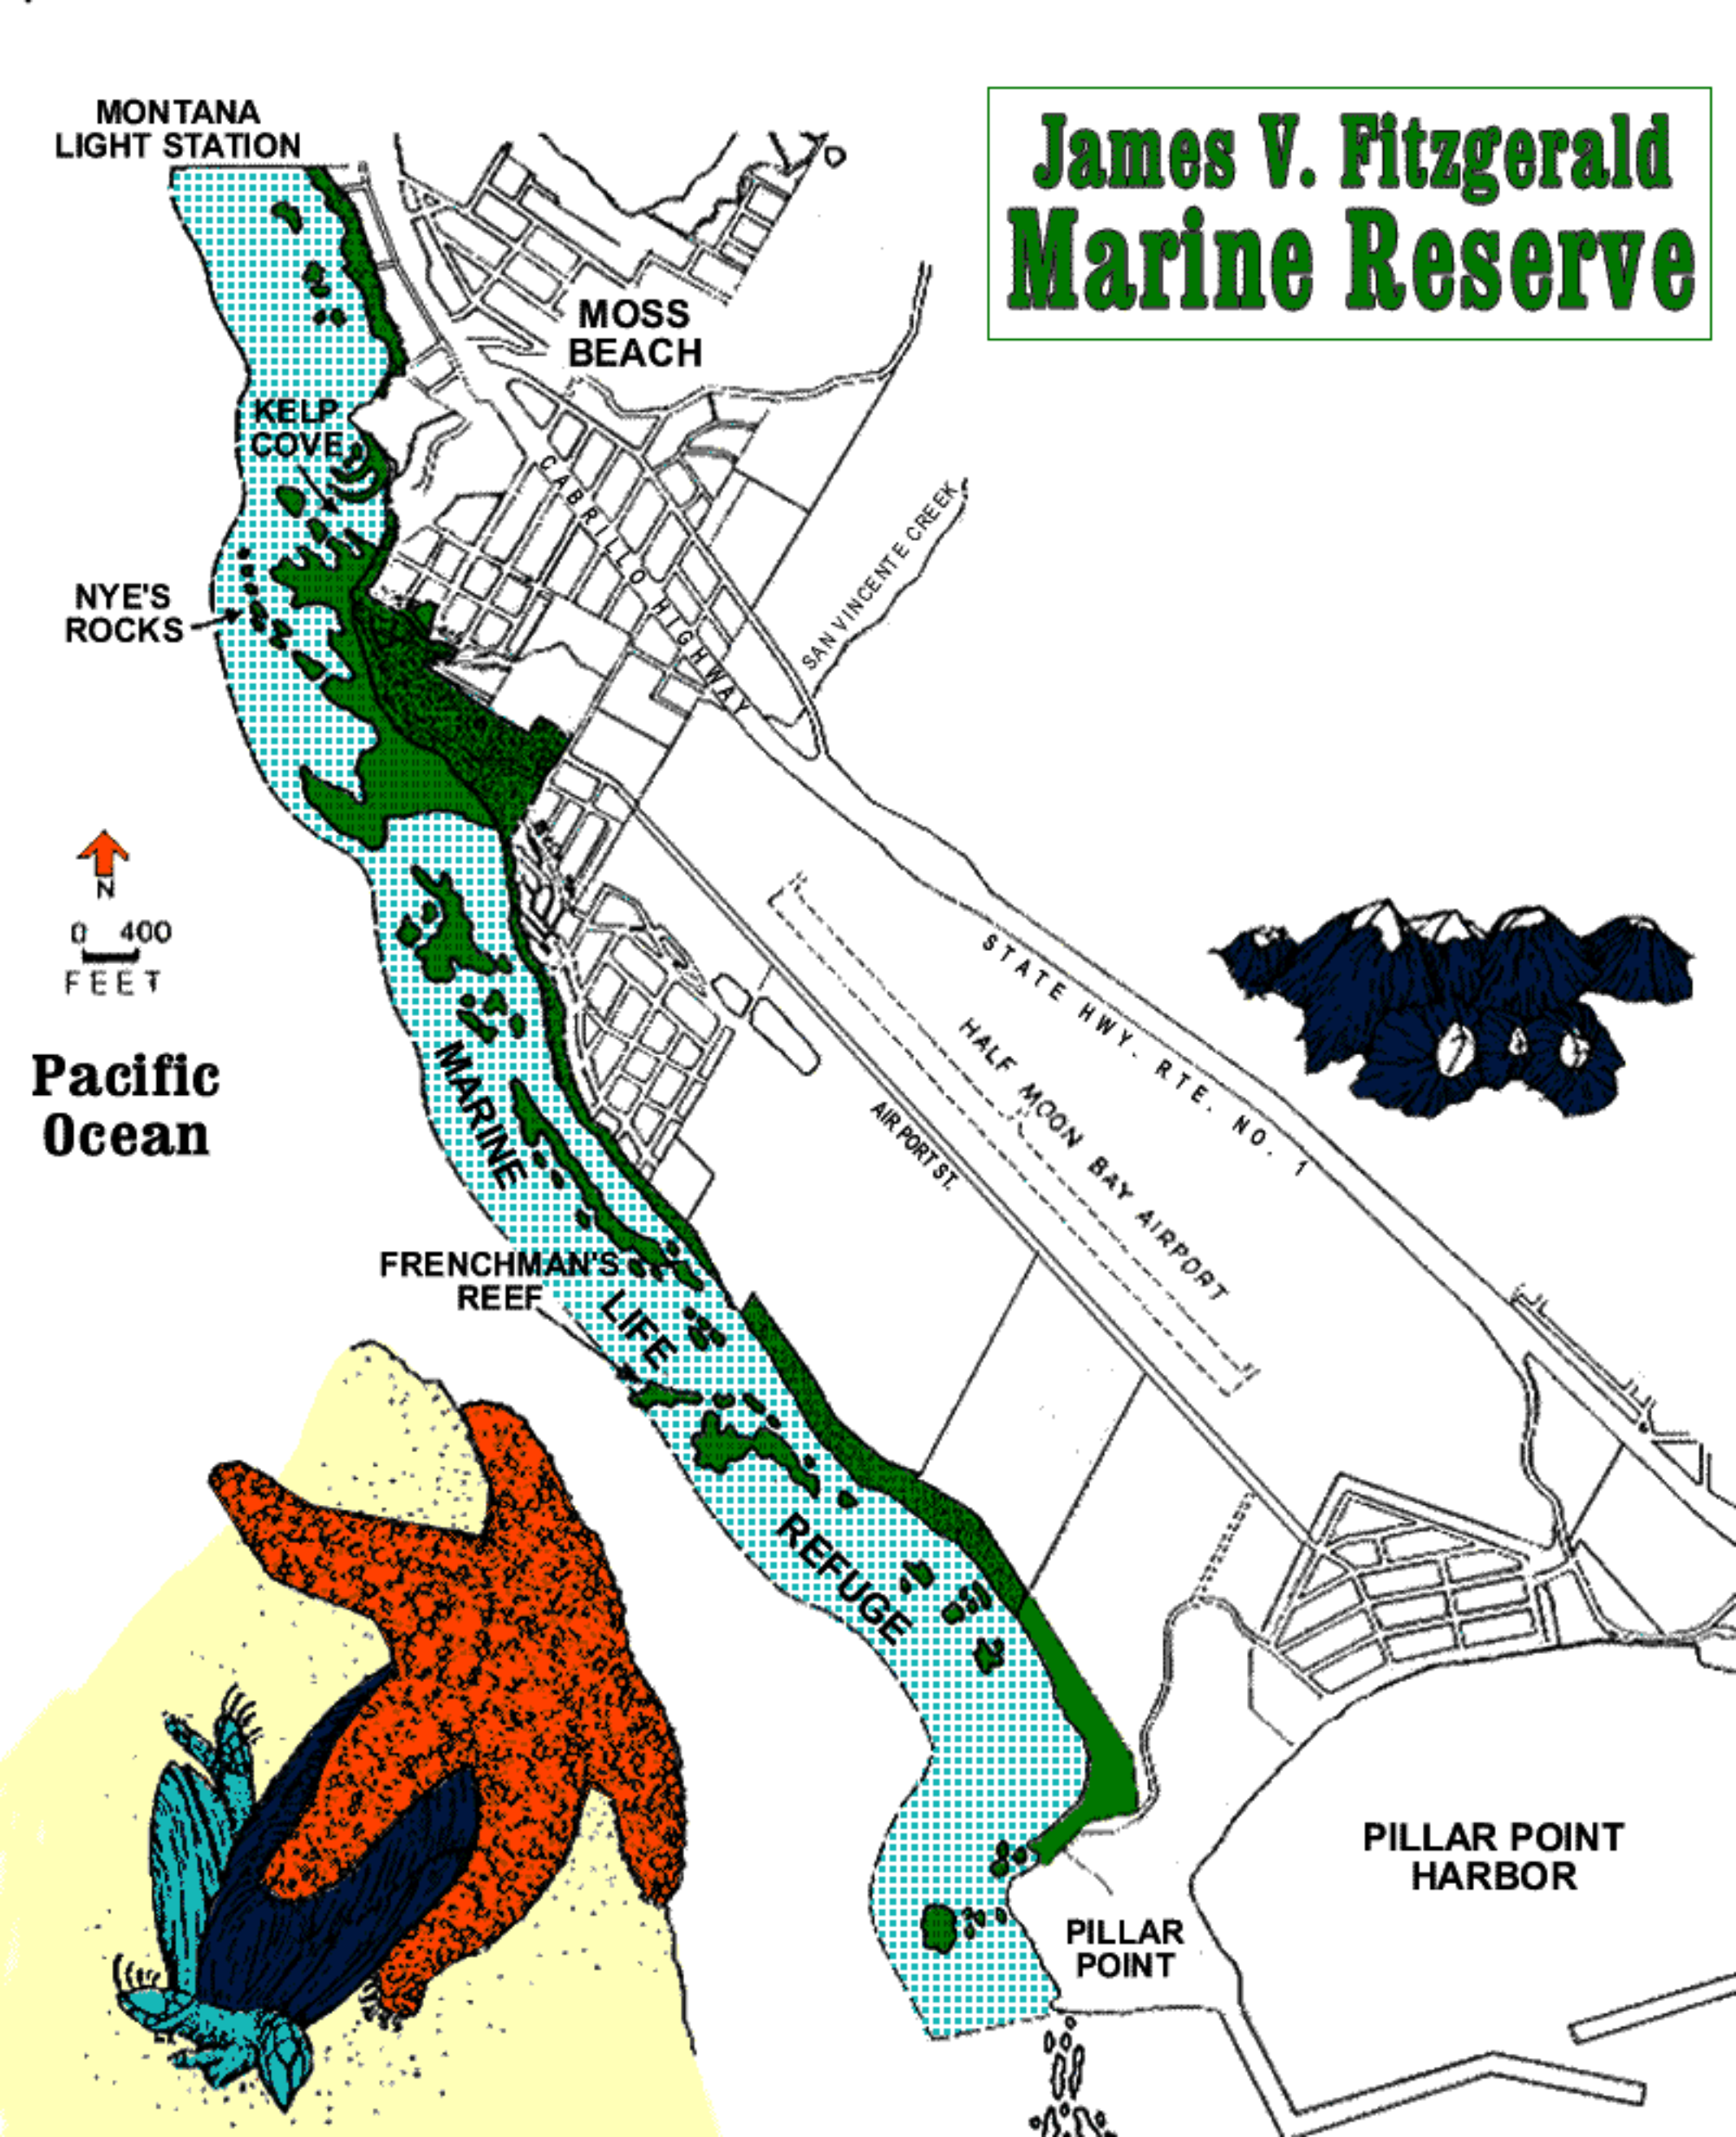 MONTANA
LIGHT STATION
James V. Fitzgerald
Marine Reserve
MOSS
BEACH
KELP
COVE
CABRILLO HIGHWAY
SAN VINCENTE CREEK
NYE'S
ROCKS
N
0 400
FEET
Pacific
Ocean
STATE HWY. RTE. NO. 1
HALF MOON BAY AIRPORT
AIRPORT ST.
MARINE
LIFE
REFUGE
FRENCHMAN'S
REEF
PILLAR POINT
HARBOR
PILLAR
POINT